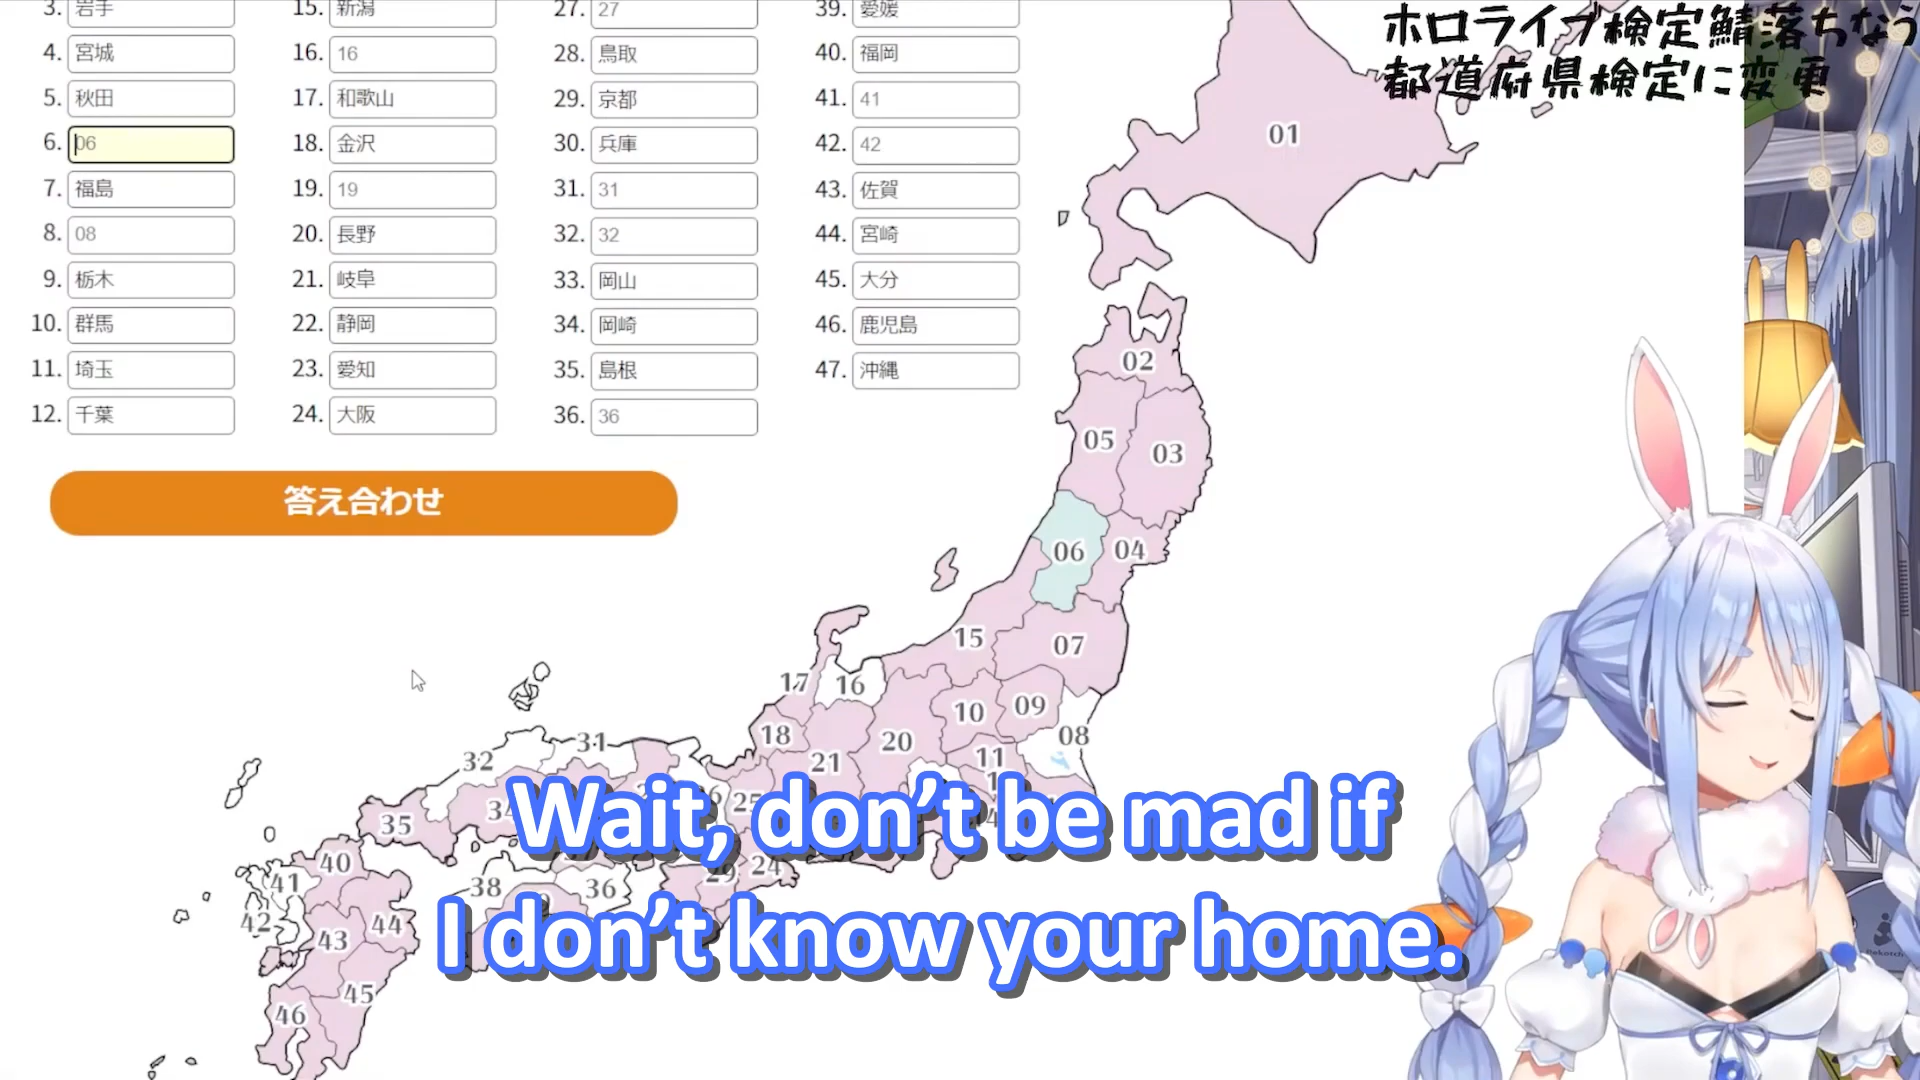 3. 岩手
4. 宮城
5. 秋田
6. 06
7. 福島
8. 08
9. 栃木
10. 群馬
11. 埼玉
12. 千葉
15. 新潟
16. 16
17. 和歌山
18. 金沢
19. 19
20. 長野
21. 岐阜
22. 静岡
23. 愛知
24. 大阪
27. 27
28. 鳥取
29. 京都
30. 兵庫
31. 31
32. 32
33. 岡山
34. 岡崎
35. 島根
36. 36
39. 愛媛
40. 福岡
41. 41
42. 42
43. 佐賀
44. 宮崎
45. 大分
46. 鹿児島
47. 沖縄
答え合わせ
ホロライブ検定鯖落ちなう
都道府県検定に変更
01
02
05
03
06
04
15
07
17
16
10
09
18
20
08
32
31
21
11
25
35
34
40
24
29
41
38
36
42
43
44
45
46
Wait, don't be mad if
I don't know your home.